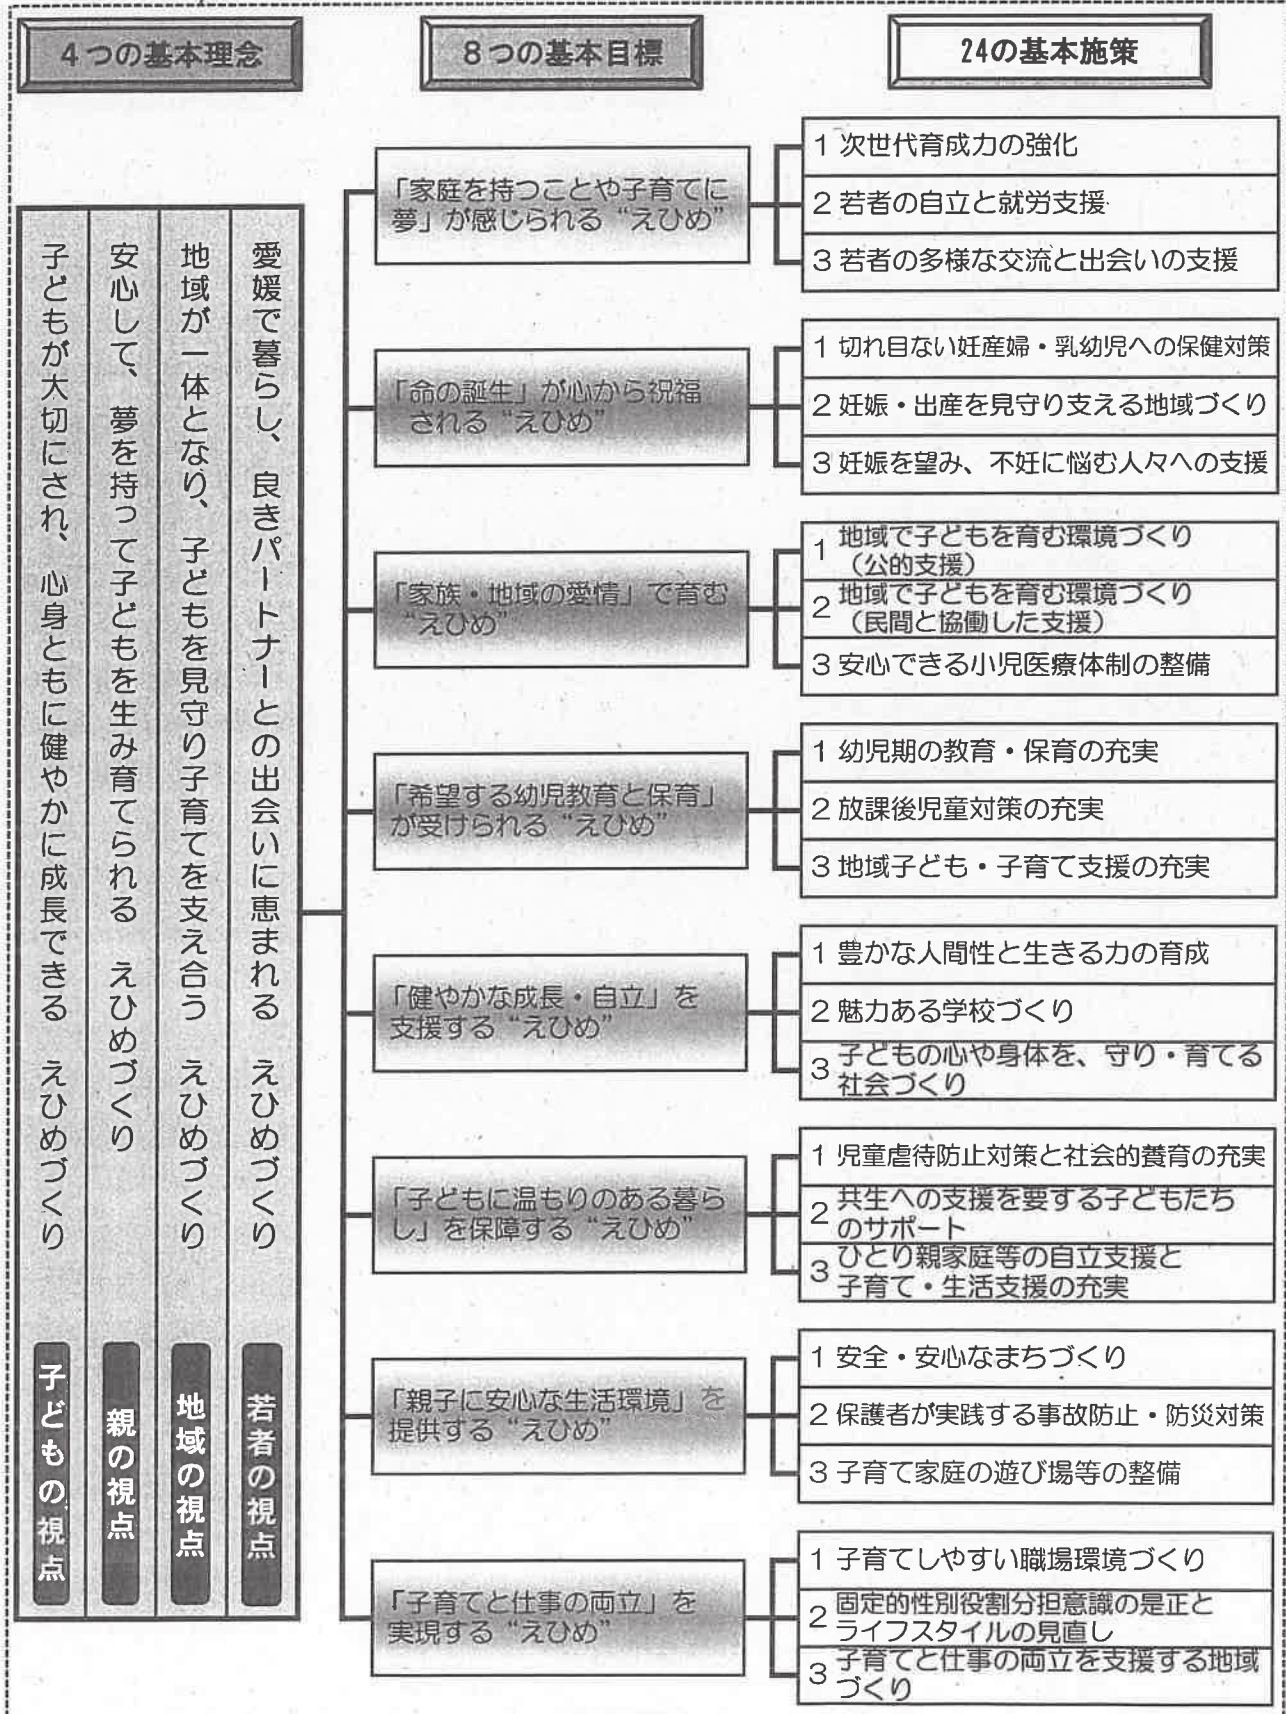 4つの基本理念
8つの基本目標
24の基本施策
愛媛で暮らし、良きパートナーとの出会いに恵まれる えひめづくり
若者の視点
地域が一体となり、子どもを見守り子育てを支え合う えひめづくり
地域の視点
安心して、夢を持って子どもを生み育てられる えひめづくり
親の視点
子どもが大切にされ、心身ともに健やかに成長できる えひめづくり
子どもの視点
「家庭を持つことや子育てに
夢」が感じられる“えひめ”
1 次世代育成力の強化
2 若者の自立と就労支援
3 若者の多様な交流と出会いの支援
「命の誕生」が心から祝福
される“えひめ”
1 切れ目ない妊産婦・乳幼児への保健対策
2 妊娠・出産を見守り支える地域づくり
3 妊娠を望み、不妊に悩む人々への支援
「家族・地域の愛情」で育む
“えひめ”
1 地域で子どもを育む環境づくり
（公的支援）
2 地域で子どもを育む環境づくり
（民間と協働した支援）
3 安心できる小児医療体制の整備
「希望する幼児教育と保育」
が受けられる“えひめ”
1 幼児期の教育・保育の充実
2 放課後児童対策の充実
3 地域子ども・子育て支援の充実
「健やかな成長・自立」を
支援する“えひめ”
1 豊かな人間性と生きる力の育成
2 魅力ある学校づくり
3 子どもの心や身体を、守り・育てる
社会づくり
「子どもに温もりのある暮ら
し」を保障する“えひめ”
1 児童虐待防止対策と社会的養育の充実
2 共生への支援を要する子どもたち
のサポート
3 ひとり親家庭等の自立支援と
子育て・生活支援の充実
「親子に安心な生活環境」を
提供する“えひめ”
1 安全・安心なまちづくり
2 保護者が実践する事故防止・防災対策
3 子育て家庭の遊び場等の整備
「子育てと仕事の両立」を
実現する“えひめ”
1 子育てしやすい職場環境づくり
2 固定的性別役割分担意識の是正と
ライフスタイルの見直し
3 子育てと仕事の両立を支援する地域
づくり